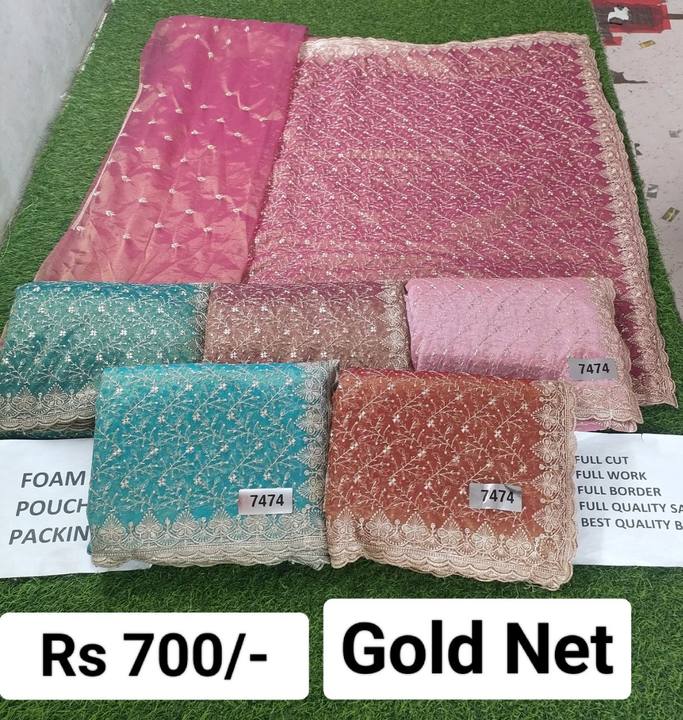 7474
7474
7474
FOAM
POUCH
PACKIN
FULL CUT
FULL WORK
FULL BORDER
FULL QUALITY SA
BEST QUALITY B
Rs 700/-
Gold Net